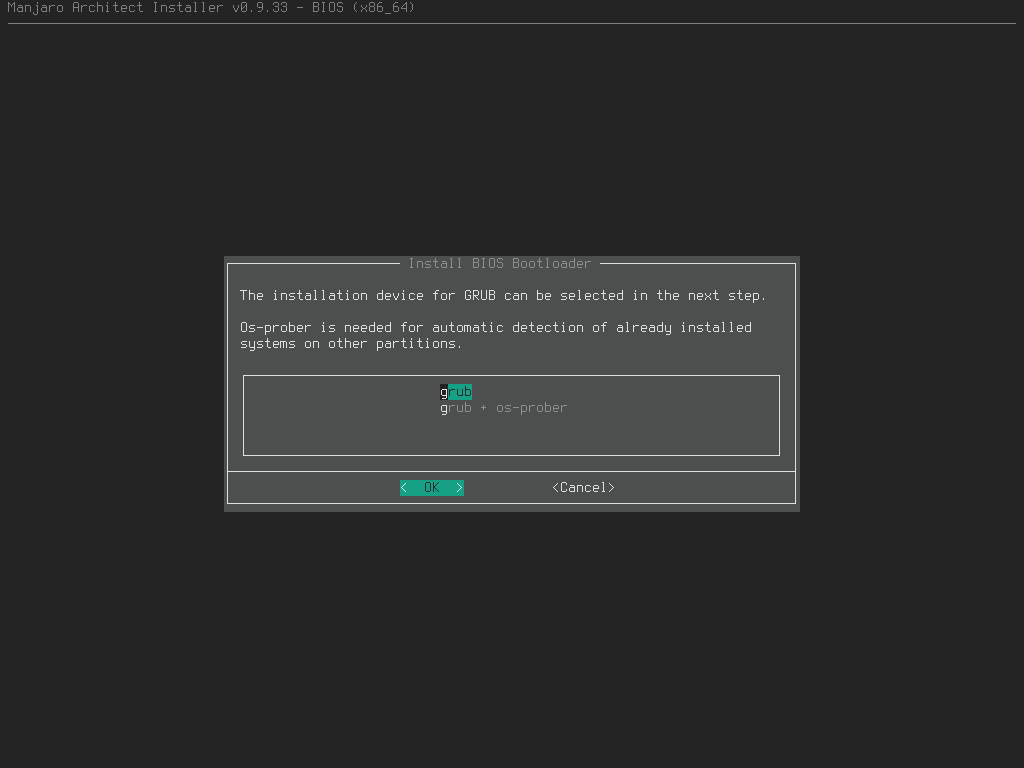 Manjaro Architect Installer v0.9.33 - BIOS (x86_64)
Install BIOS Bootloader
The installation device for GRUB can be selected in the next step.
Os-prober is needed for automatic detection of already installed
systems on other partitions.
grub
grub + os-prober
< OK > <Cancel>